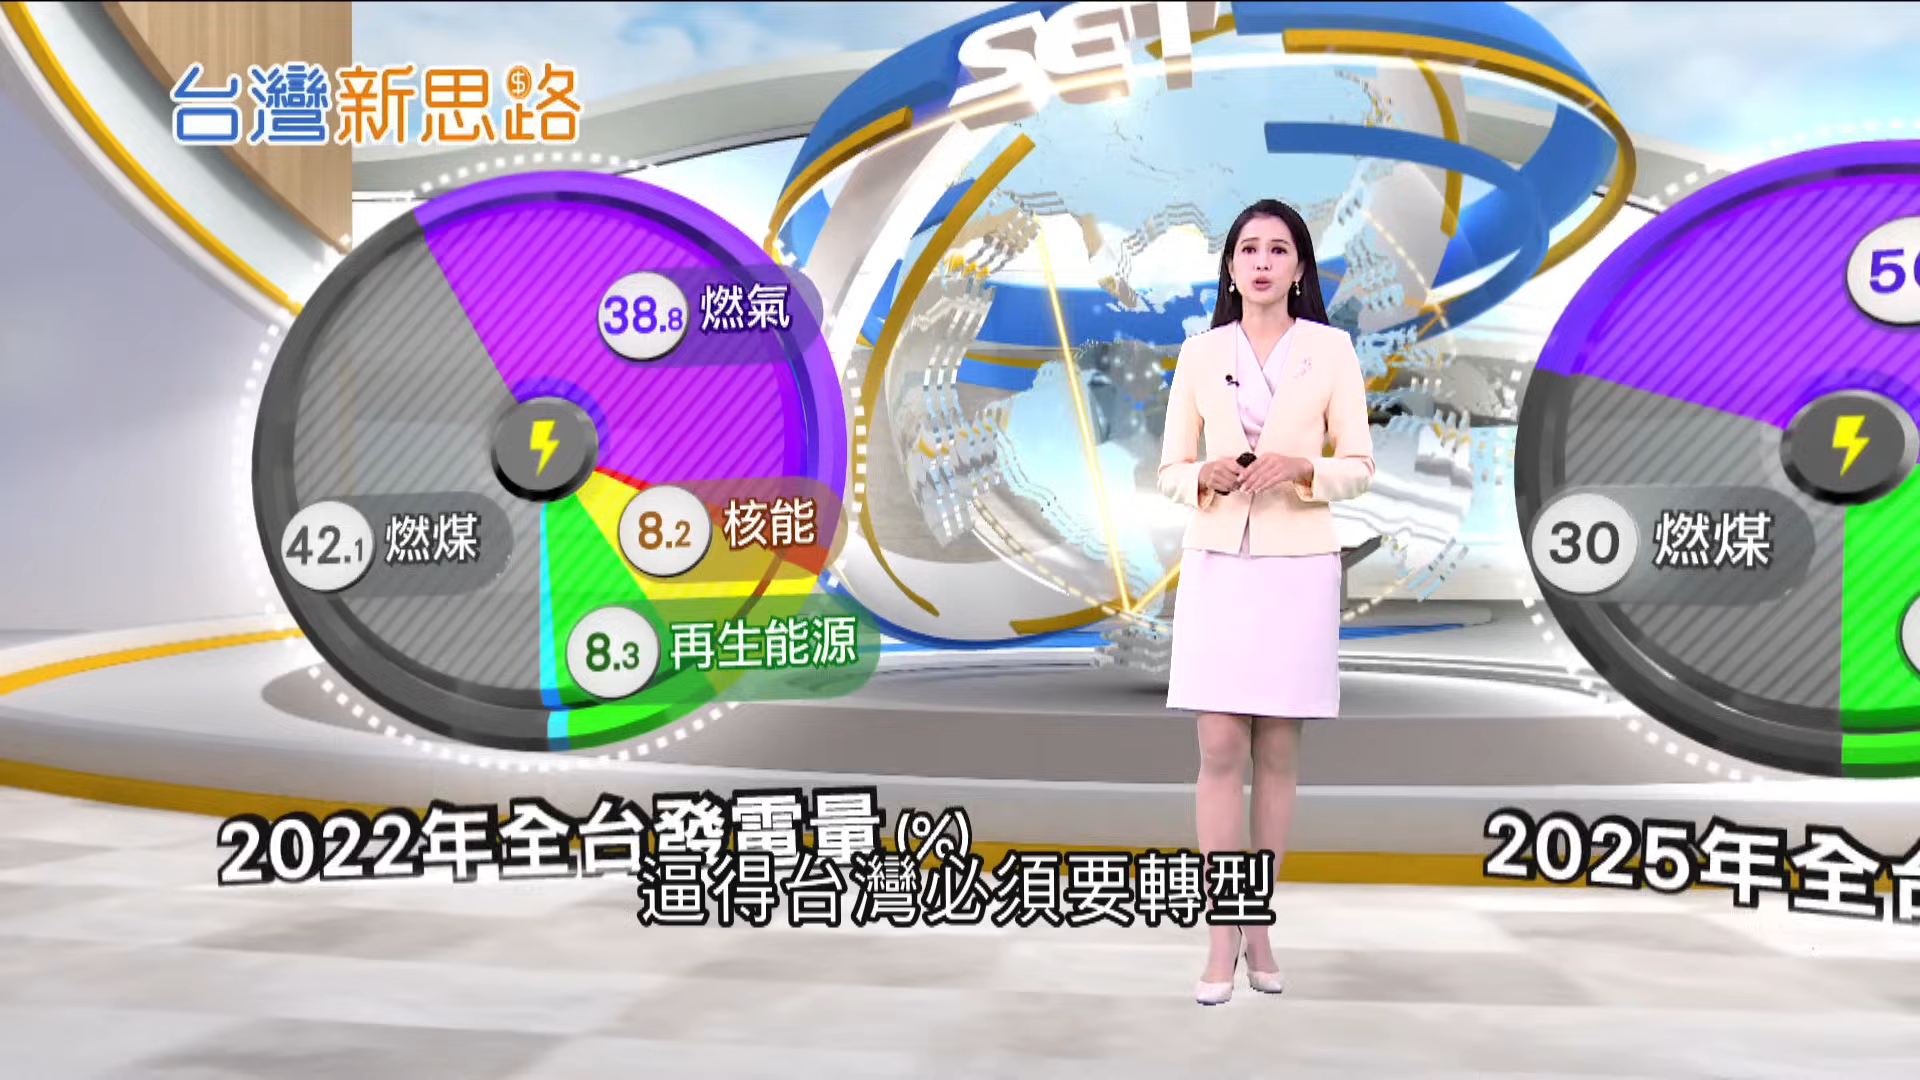 SET
台灣新思路
38.8 燃氣
42.1 燃煤
8.2 核能
8.3 再生能源
2022年全台發電量(%)
逼得台灣必須要轉型
30 燃煤
2025年全台